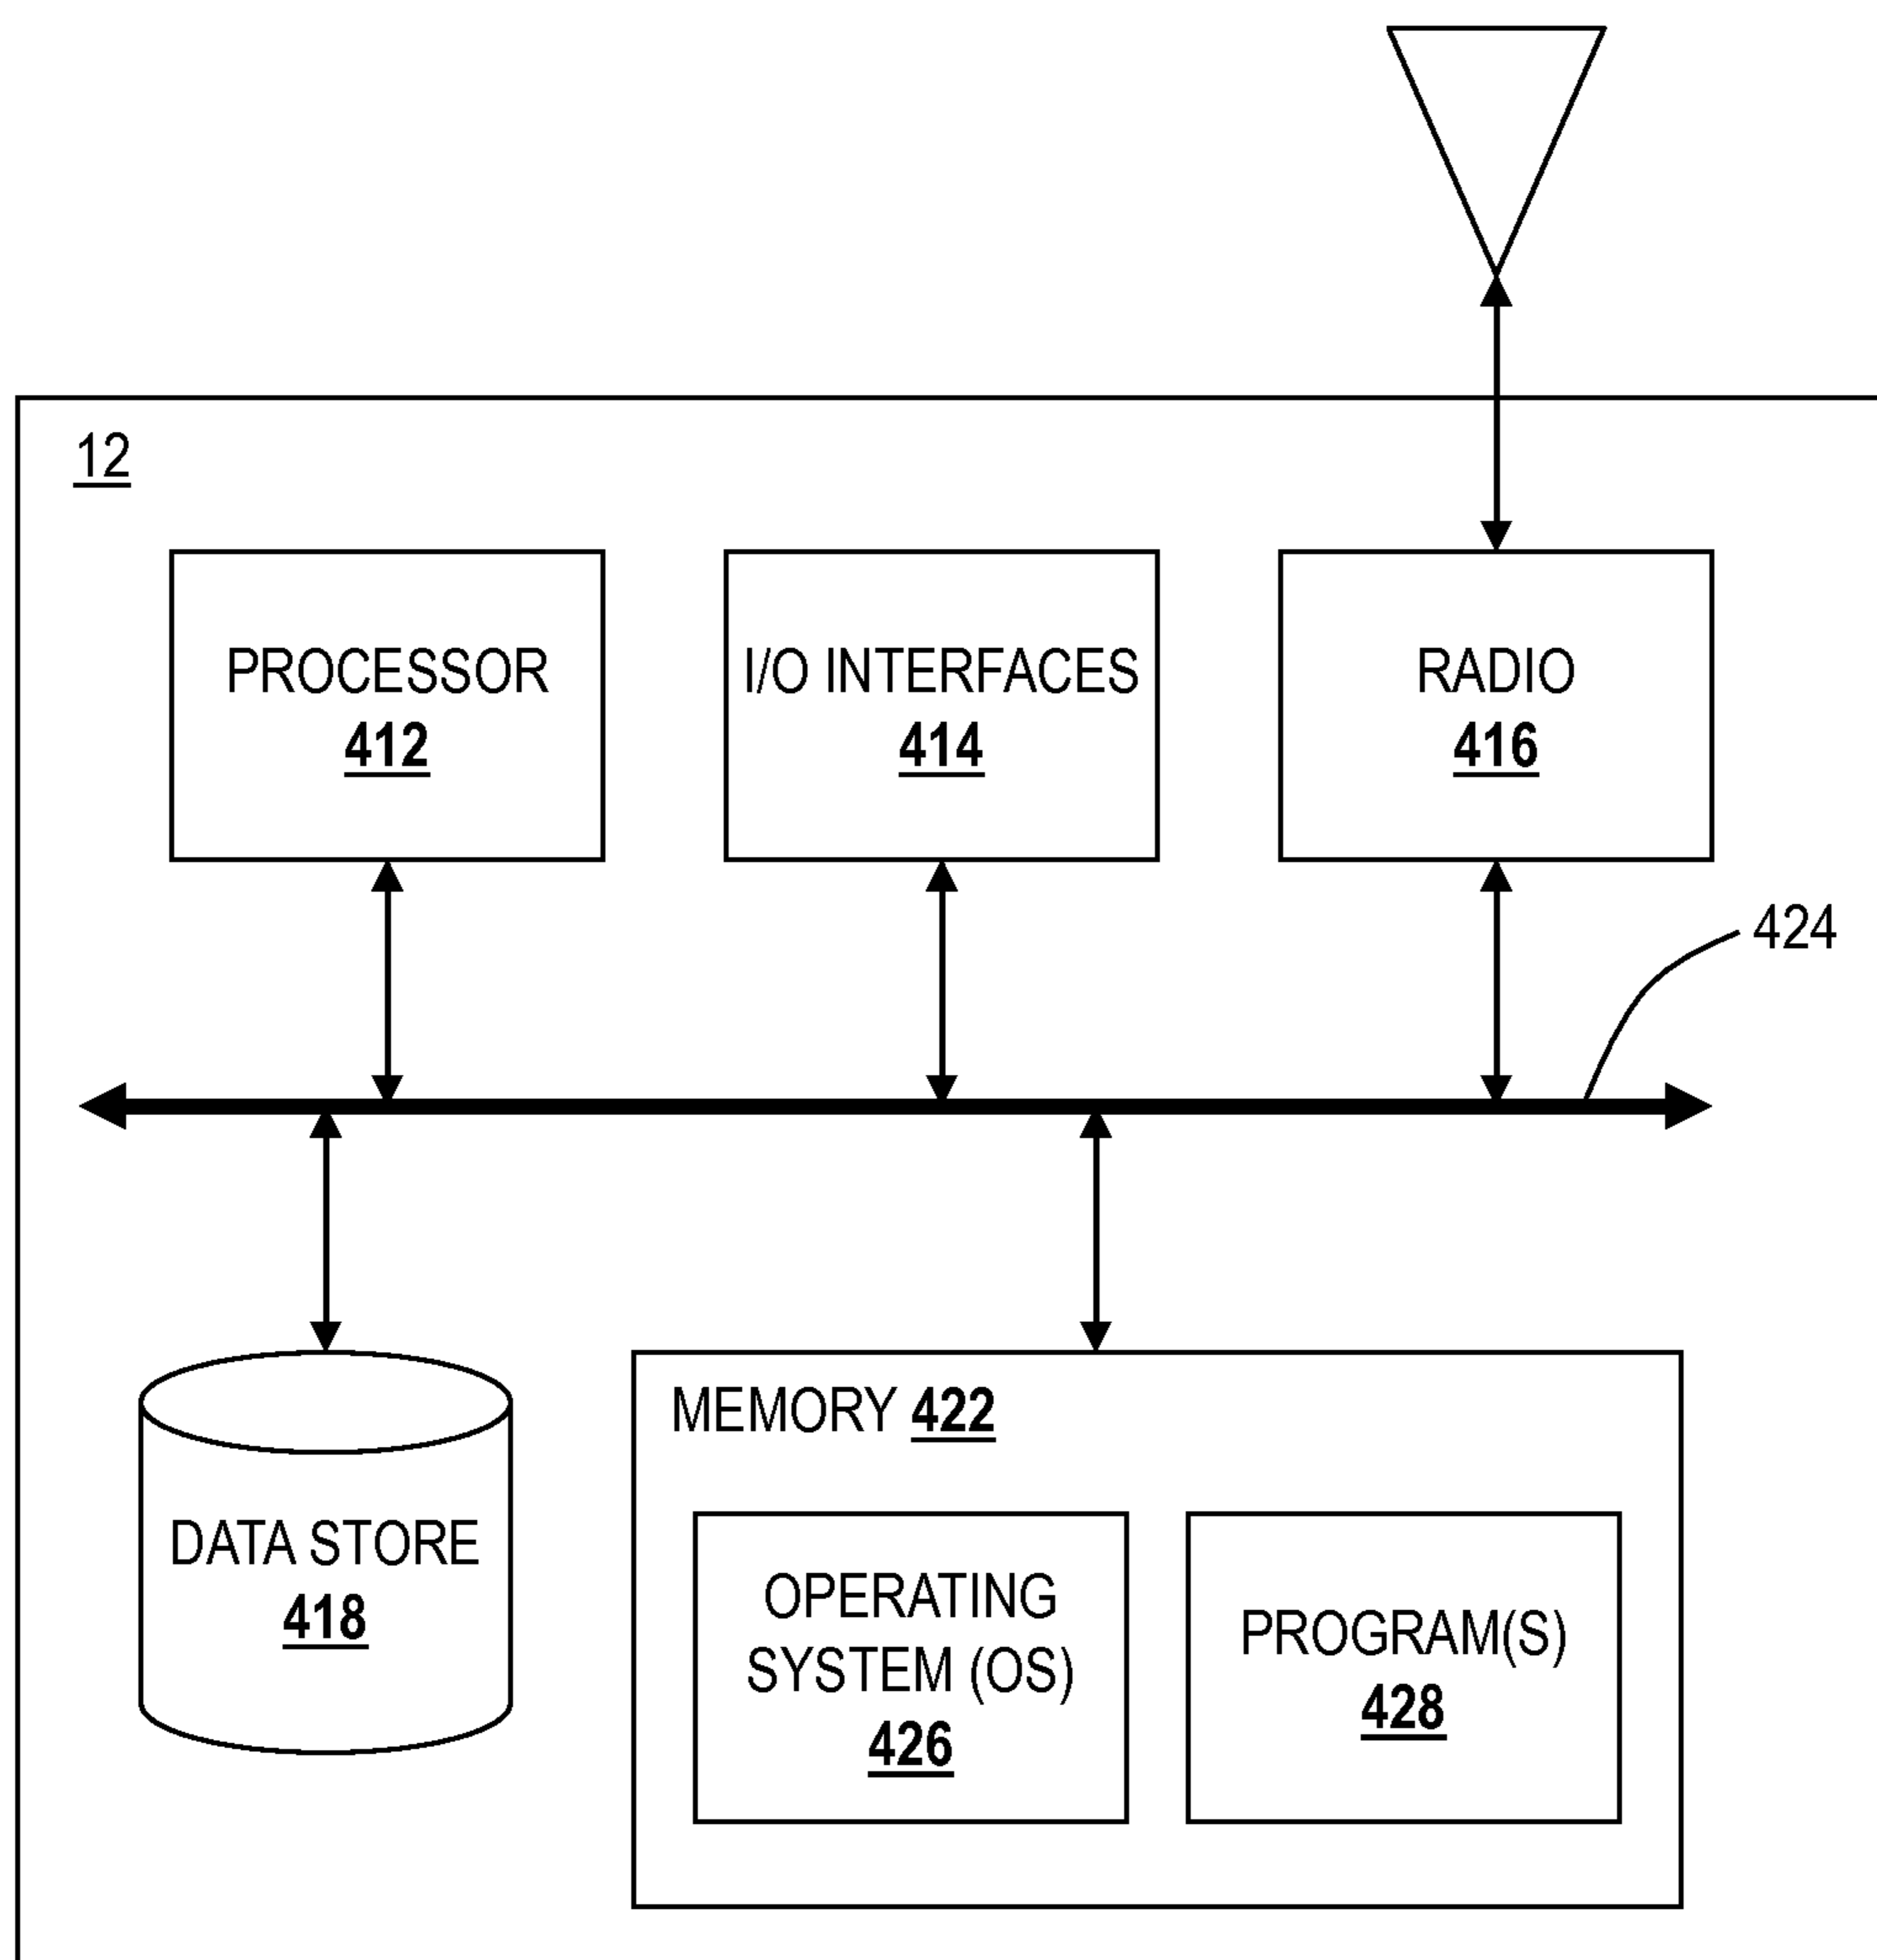 12
PROCESSOR
412
I/O INTERFACES
414
RADIO
416
424
DATA STORE
418
MEMORY 422
OPERATING
SYSTEM (OS)
426
PROGRAM(S)
428